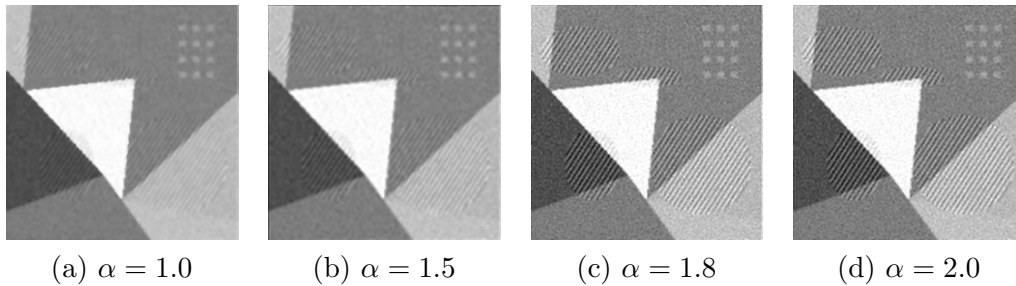 (a) α = 1.0
(b) α = 1.5
(c) α = 1.8
(d) α = 2.0